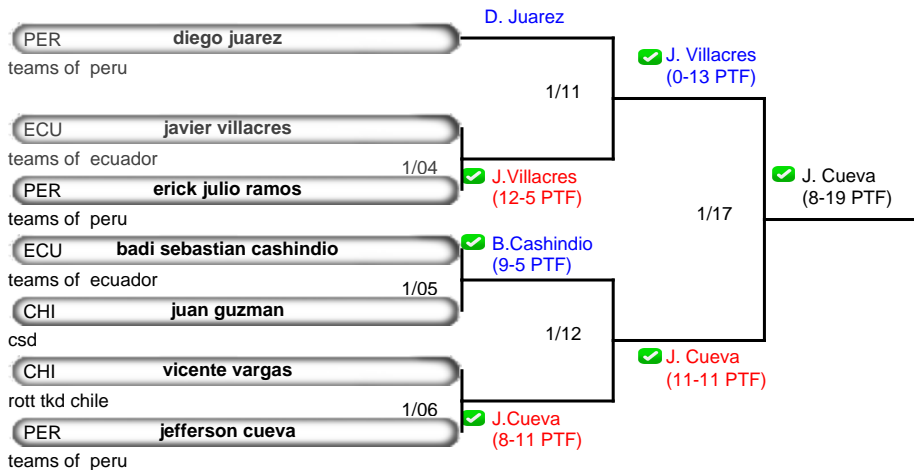 D. Juarez
PER diego juarez
teams of peru
J. Villacres
(0-13 PTF)
1/11
ECU javier villacres
teams of ecuador
1/04
PER erick julio ramos
teams of peru
J.Villacres
(12-5 PTF)
J. Cueva
(8-19 PTF)
1/17
ECU badi sebastian cashindio
teams of ecuador
B.Cashindio
(9-5 PTF)
1/05
CHI juan guzman
csd
1/12
CHI vicente vargas
rott tkd chile
J. Cueva
(11-11 PTF)
1/06
PER jefferson cueva
teams of peru
J.Cueva
(8-11 PTF)